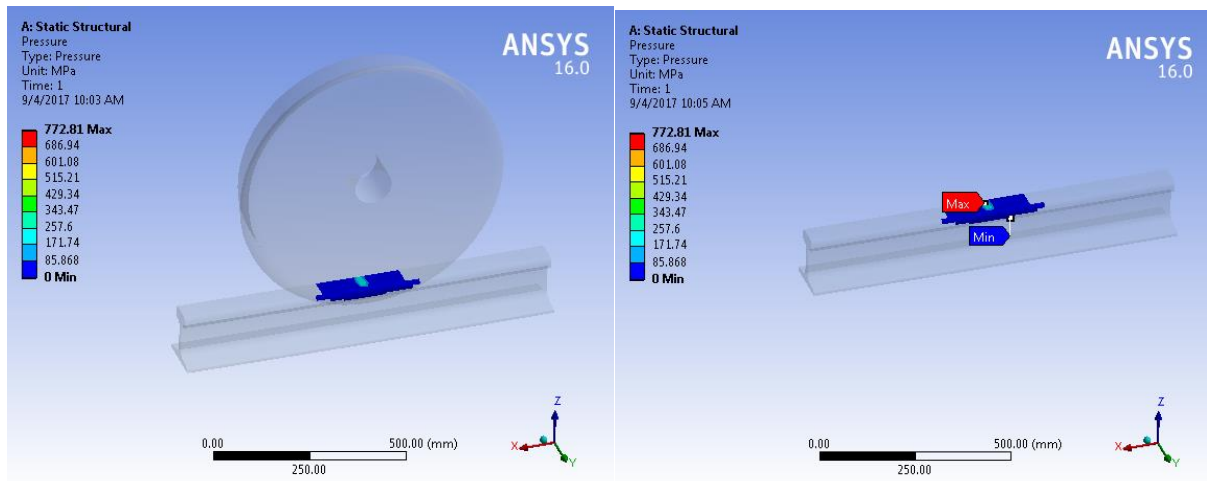 A: Static Structural
Pressure
Type: Pressure
Unit: MPa
Time: 1
9/4/2017 10:03 AM
ANSYS
16.0
772.81 Max
686.94
601.08
515.21
429.34
343.47
257.6
171.74
85.868
0 Min
0.00
500.00 (mm)
250.00
Z
X
Y
A: Static Structural
Pressure
Type: Pressure
Unit: MPa
Time: 1
9/4/2017 10:05 AM
ANSYS
16.0
772.81 Max
686.94
601.08
515.21
429.34
343.47
257.6
171.74
85.868
0 Min
Max
Min
0.00
500.00 (mm)
250.00
Z
X
Y